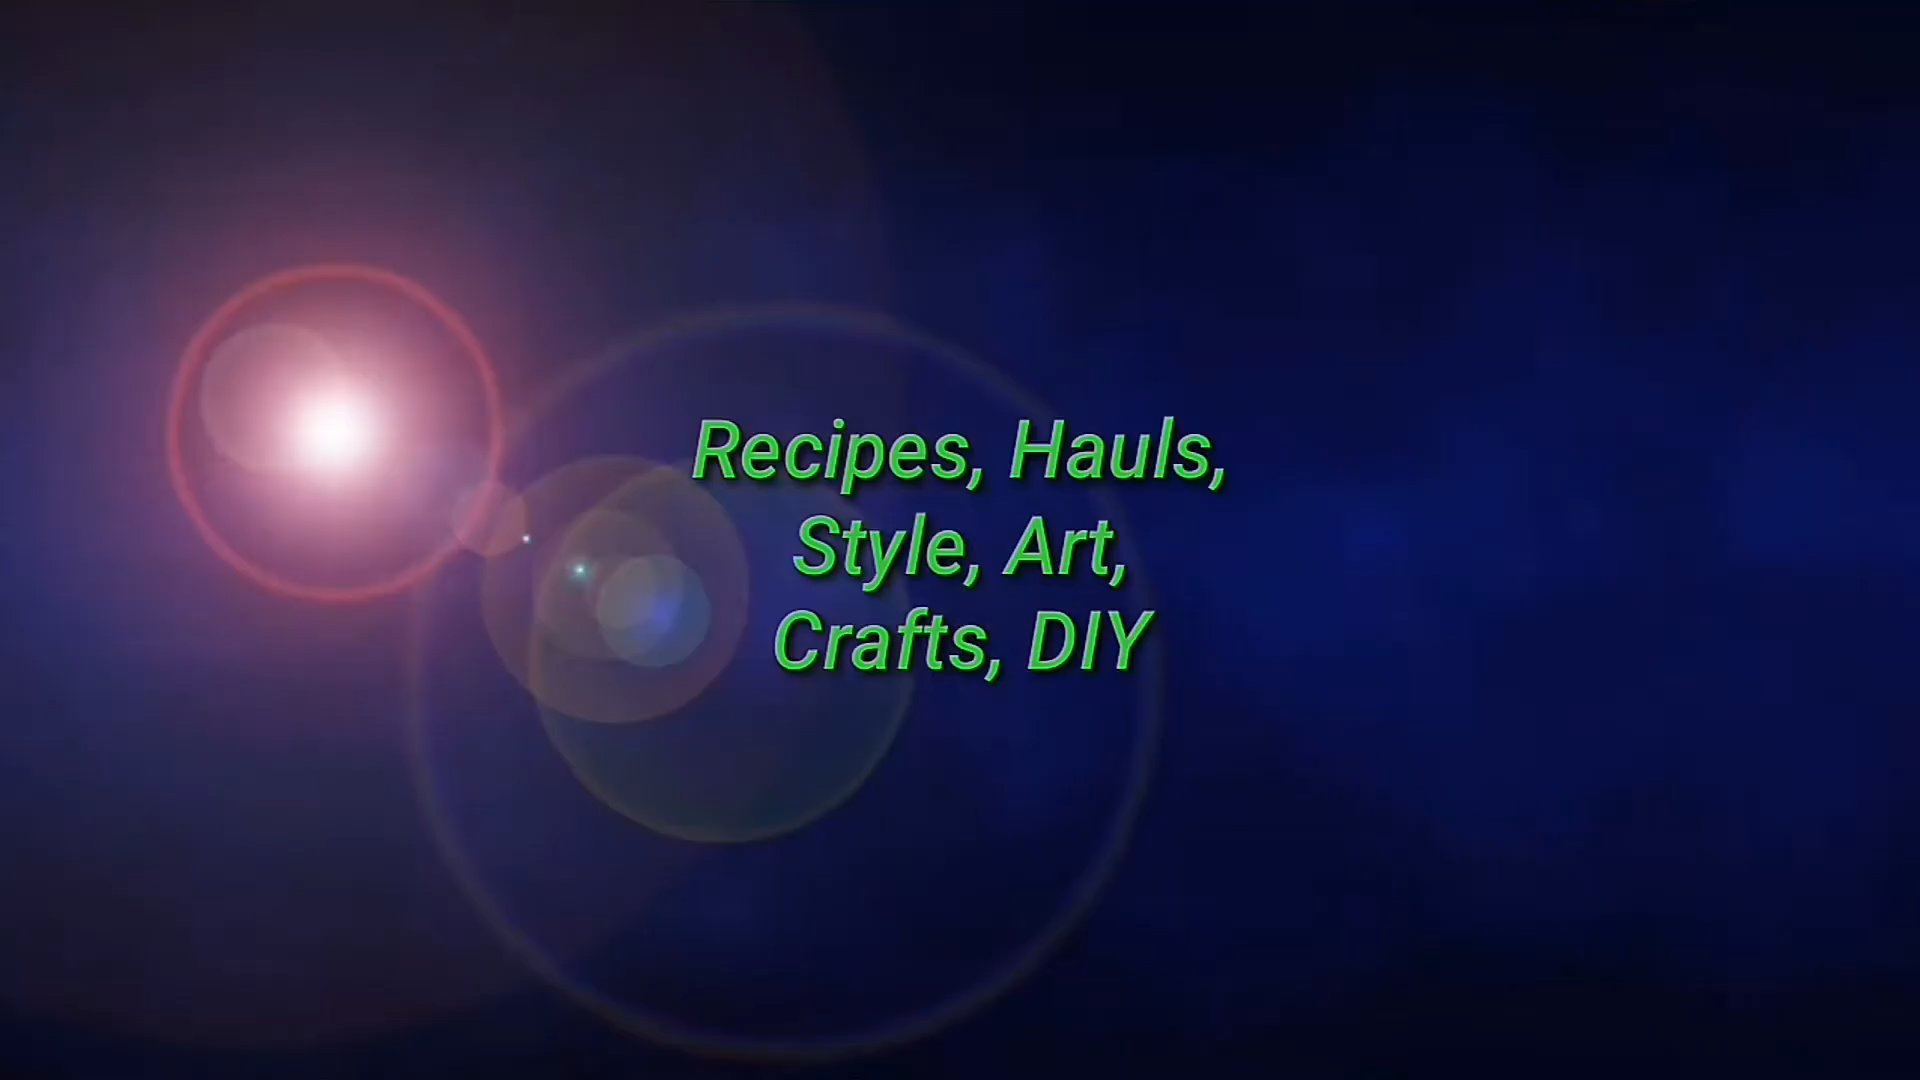 Recipes, Hauls,
Style, Art,
Crafts, DIY